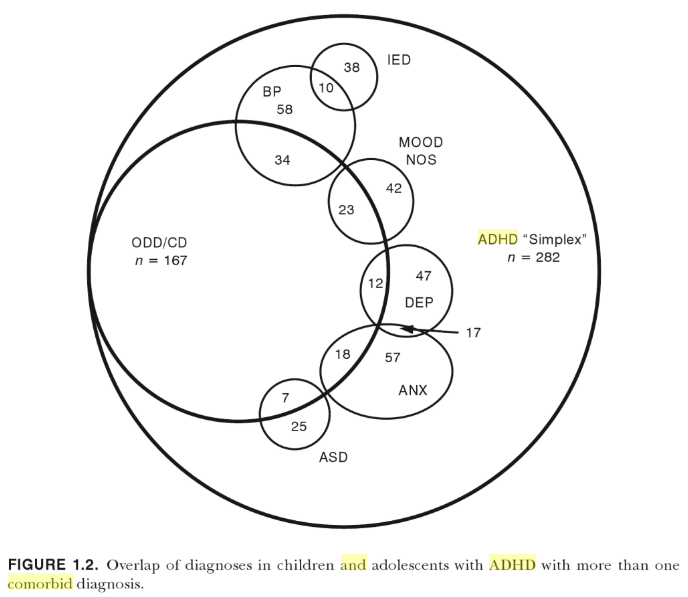 IED
38
10
BP
58
34
MOOD
NOS
42
23
ODD/CD
n = 167
ADHD “Simplex”
n = 282
12
47
DEP
17
18
57
ANX
7
25
ASD
FIGURE 1.2. Overlap of diagnoses in children and adolescents with ADHD with more than one
comorbid diagnosis.